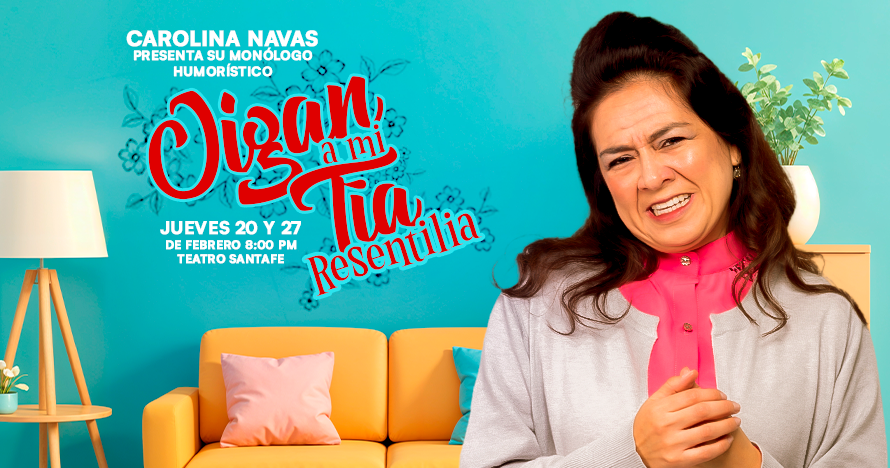 CAROLINA NAVAS
PRESENTA SU MONÓLOGO
HUMORÍSTICO
Oigan,
a mi
Tía,
Resentilia
JUEVES 20 Y 27
DE FEBRERO 8:00 PM
TEATRO SANTAFE